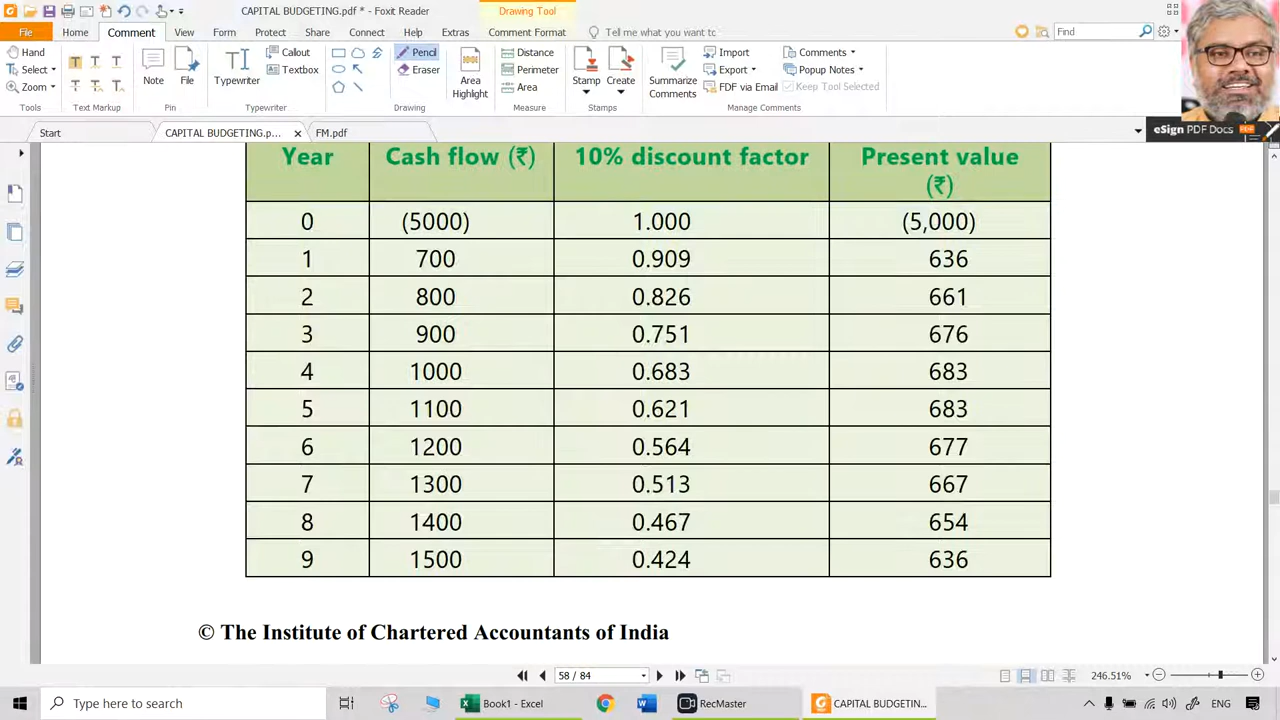 CAPITAL BUDGETING.pdf * - Foxit Reader
Drawing Tool
File Home Comment View Form Protect Share Connect Help Extras Comment Format Tell me what you want to Find
Hand
Select
Zoom
Tools
Text Markup
Note
File
Pin
Typewriter
Callout
Textbox
Typewriter
Pencil
Eraser
Drawing
Area
Highlight
Distance
Perimeter
Area
Measure
Stamp
Create
Stamps
Summarize
Comments
Import
Export
FDF via Email
Comments
Popup Notes
Keep Tool Selected
Manage Comments
Start CAPITAL BUDGETING.p... FM.pdf
eSign PDF Docs
Year Cash flow (₹) 10% discount factor Present value
(₹)
0 (5000) 1.000 (5,000)
1 700 0.909 636
2 800 0.826 661
3 900 0.751 676
4 1000 0.683 683
5 1100 0.621 683
6 1200 0.564 677
7 1300 0.513 667
8 1400 0.467 654
9 1500 0.424 636
© The Institute of Chartered Accountants of India
58 / 84 246.51%
Type here to search Book1 - Excel RecMaster CAPITAL BUDGETIN... ENG